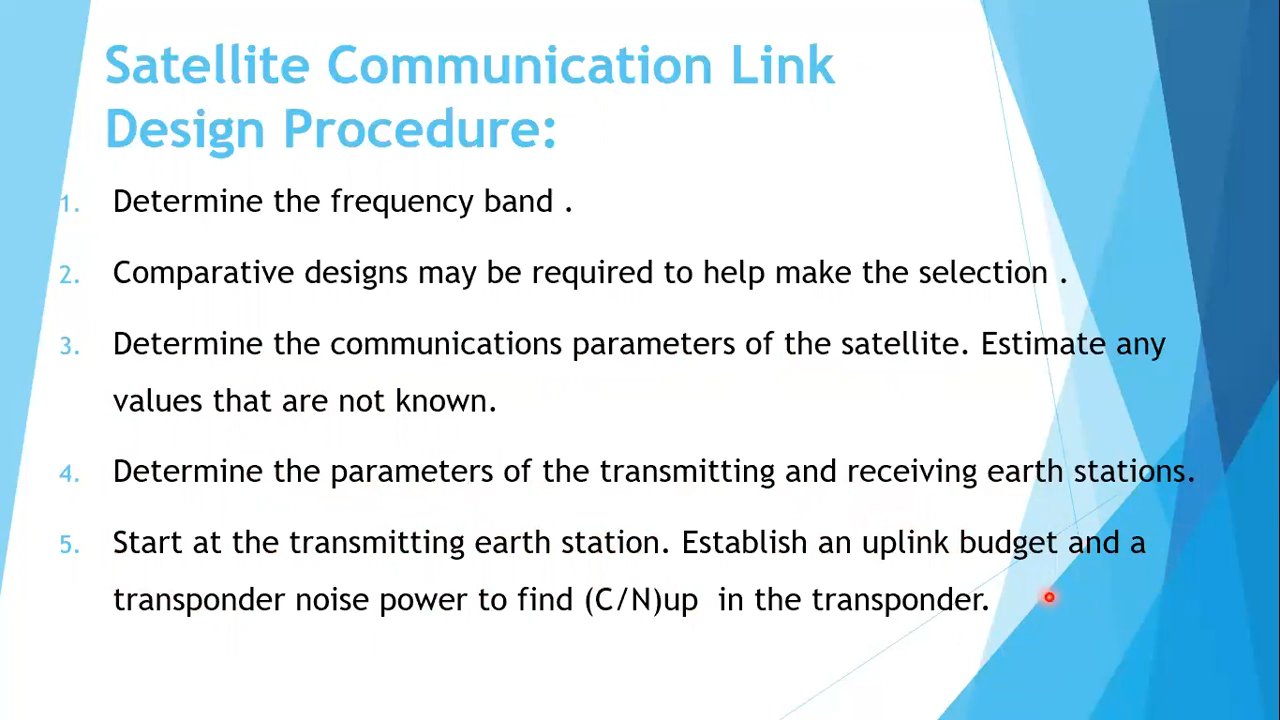 Satellite Communication Link
Design Procedure:
1. Determine the frequency band .
2. Comparative designs may be required to help make the selection .
3. Determine the communications parameters of the satellite. Estimate any
values that are not known.
4. Determine the parameters of the transmitting and receiving earth stations.
5. Start at the transmitting earth station. Establish an uplink budget and a
transponder noise power to find (C/N)up  in the transponder.